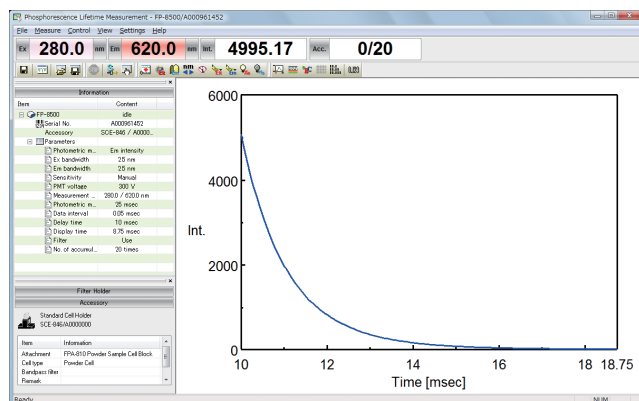 Phosphorescence Lifetime Measurement - FP-8500/A000961452
File Measure Control View Settings Help
Ex 280.0 nm Em 620.0 nm Int. 4995.17 Acc. 0/20
Information
Item Content
FP-8500 idle
Serial No. A000961452
Accessory SCE-846 / A0000...
Parameters
Photometric m... Em intensity
Ex bandwidth 25 nm
Em bandwidth 25 nm
Sensitivity Manual
PMT voltage 300 V
Measurement ... 280.0 / 620.0 nm
Photometric m... 25 msec
Data interval 0.05 msec
Delay time 10 msec
Display time 8.75 msec
Filter Use
No. of accumul... 20 times
Filter Holder
Accessory
Standard Cell Holder
SCE-846/A0000000
Item Information
Attachment FPA-810 Powder Sample Cell Block
Cell type Powder Cell
Bandpass filter
Remark
6000
4000
Int.
2000
0
10 12 14 16 18 18.75
Time [msec]
Ready NUM